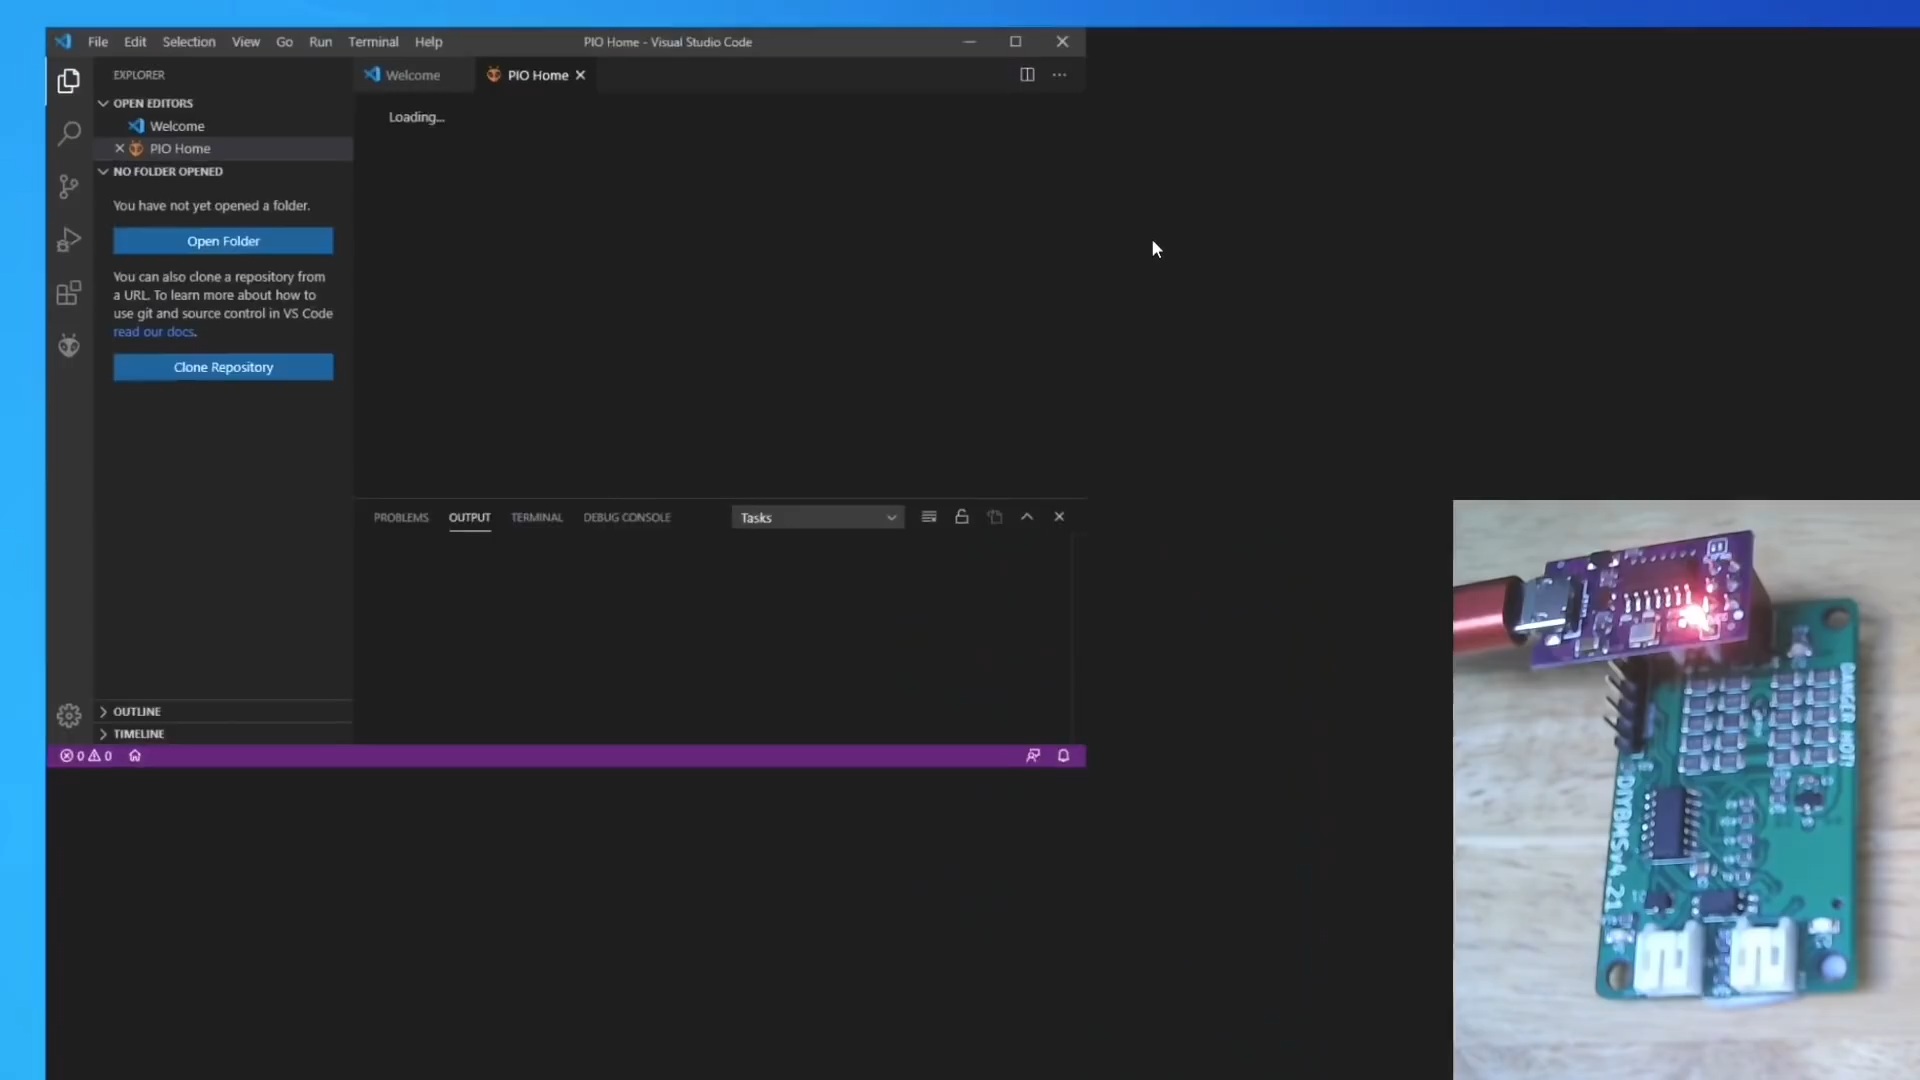 File Edit Selection View Go Run Terminal Help
PIO Home - Visual Studio Code
EXPLORER
Welcome
PIO Home
OPEN EDITORS
Welcome
PIO Home
NO FOLDER OPENED
You have not yet opened a folder.
Open Folder
You can also clone a repository from
a URL. To learn more about how to
use git and source control in VS Code
read our docs.
Clone Repository
OUTLINE
TIMELINE
Loading...
PROBLEMS OUTPUT TERMINAL DEBUG CONSOLE
Tasks
0 0
DANGER HOT!
DIYBMSv4_21